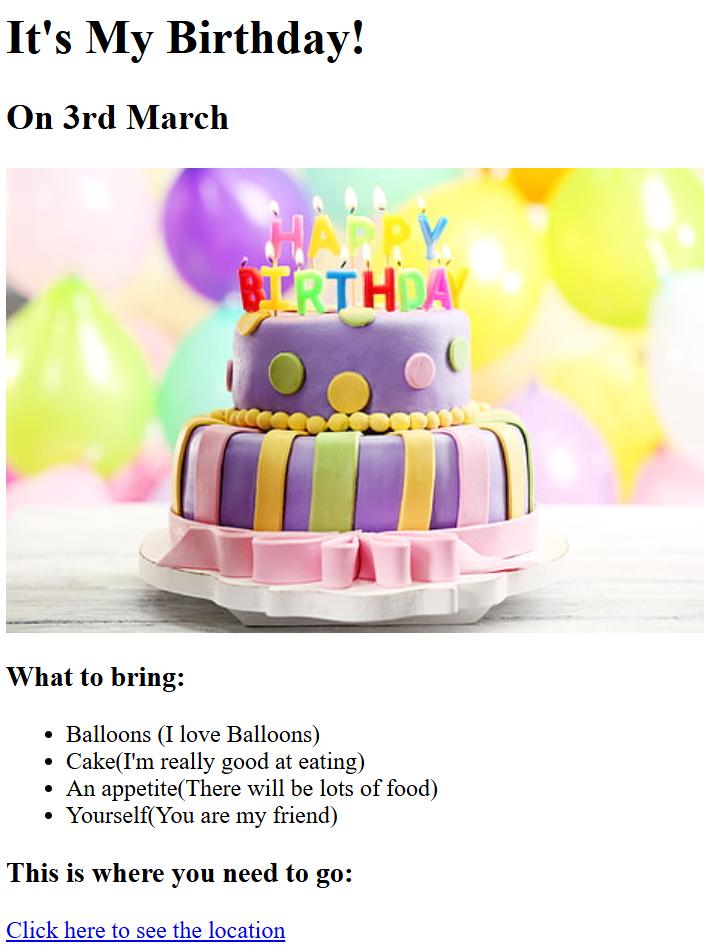 It's My Birthday!
On 3rd March
HAPPY
BIRTHDAY
What to bring:
Balloons (I love Balloons)
Cake(I'm really good at eating)
An appetite(There will be lots of food)
Yourself(You are my friend)
This is where you need to go:
Click here to see the location